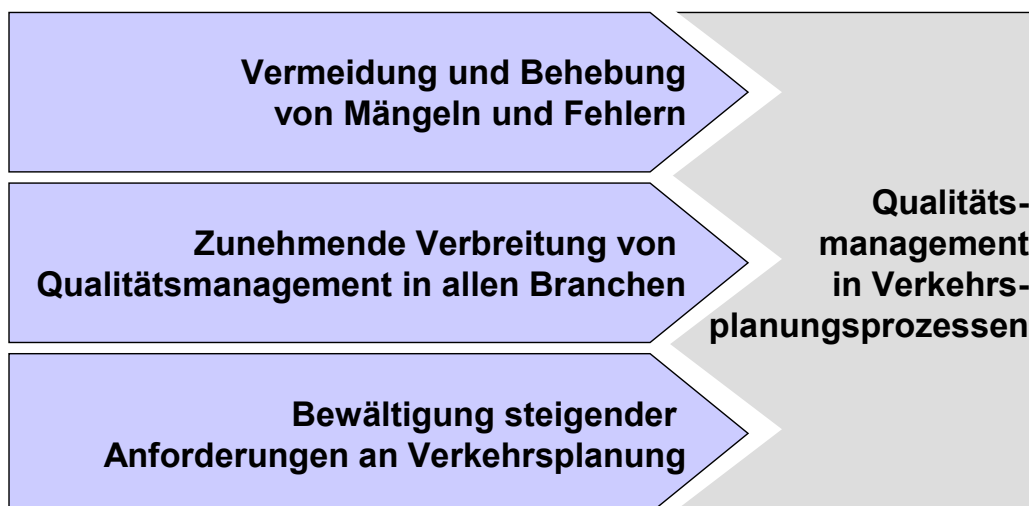 Vermeidung und Behebung
von Mängeln und Fehlern
Zunehmende Verbreitung von
Qualitätsmanagement in allen Branchen
Bewältigung steigender
Anforderungen an Verkehrsplanung
Qualitäts-
management
in Verkehrs-
planungsprozessen